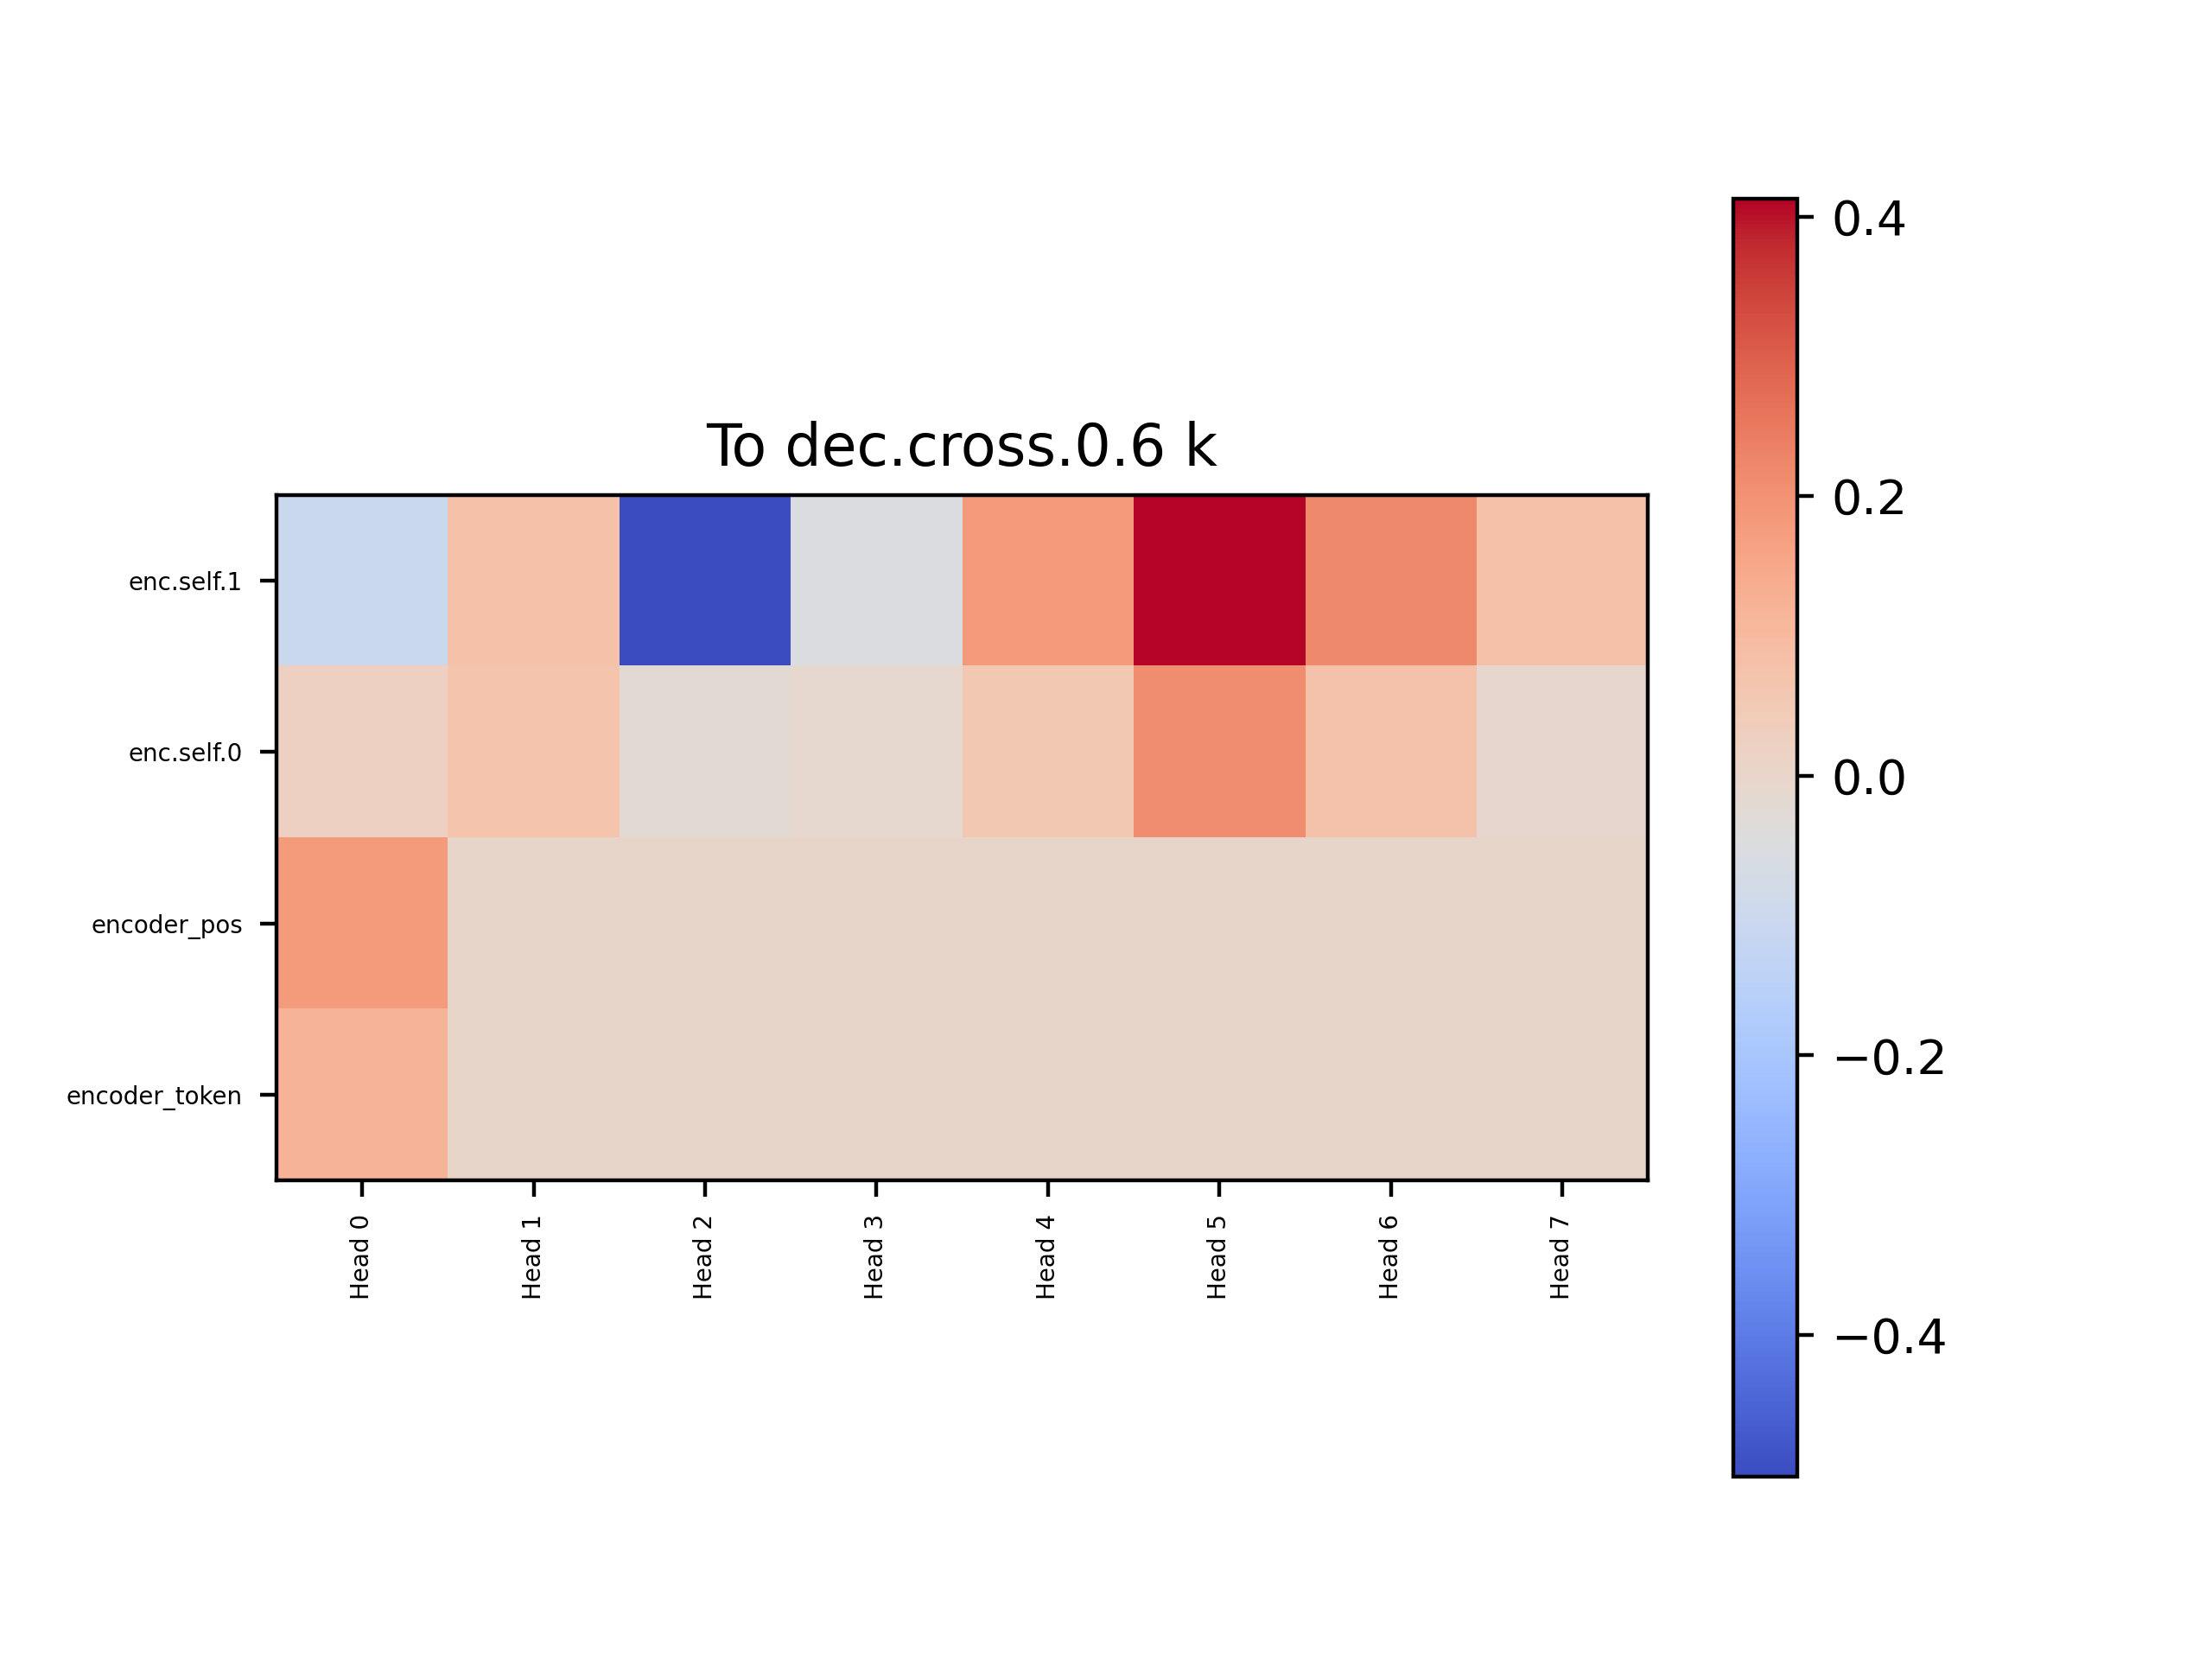 To dec.cross.0.6 k
enc.self.1
enc.self.0
encoder_pos
encoder_token
Head 0
Head 1
Head 2
Head 3
Head 4
Head 5
Head 6
Head 7
0.4
0.2
0.0
−0.2
−0.4